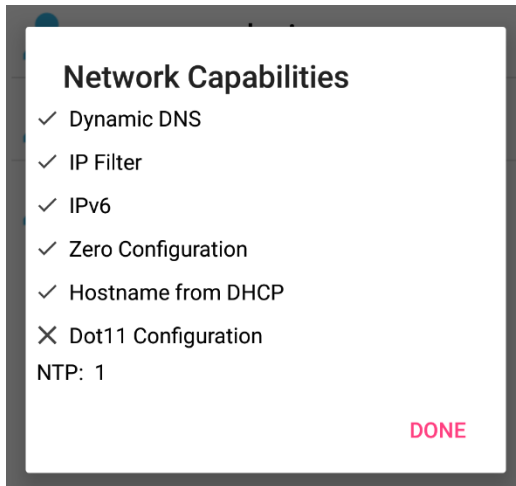 Network Capabilities
Dynamic DNS
IP Filter
IPv6
Zero Configuration
Hostname from DHCP
Dot11 Configuration
NTP: 1
DONE